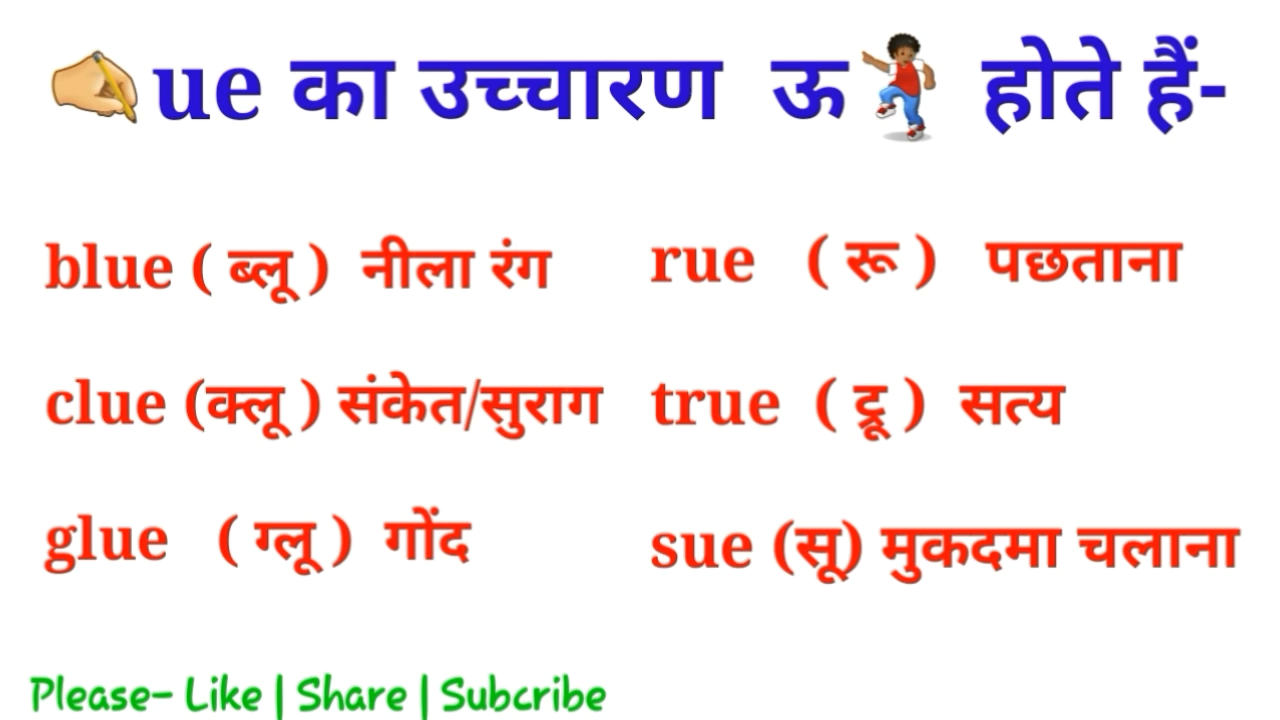 ue का उच्चारण ऊ होते हैं-
blue ( ब्लू ) नीला रंग
rue ( रू ) पछताना
clue (क्लू ) संकेत/सुराग
true ( ट्रू ) सत्य
glue ( ग्लू ) गोंद
sue (सू) मुकदमा चलाना
Please- Like | Share | Subcribe